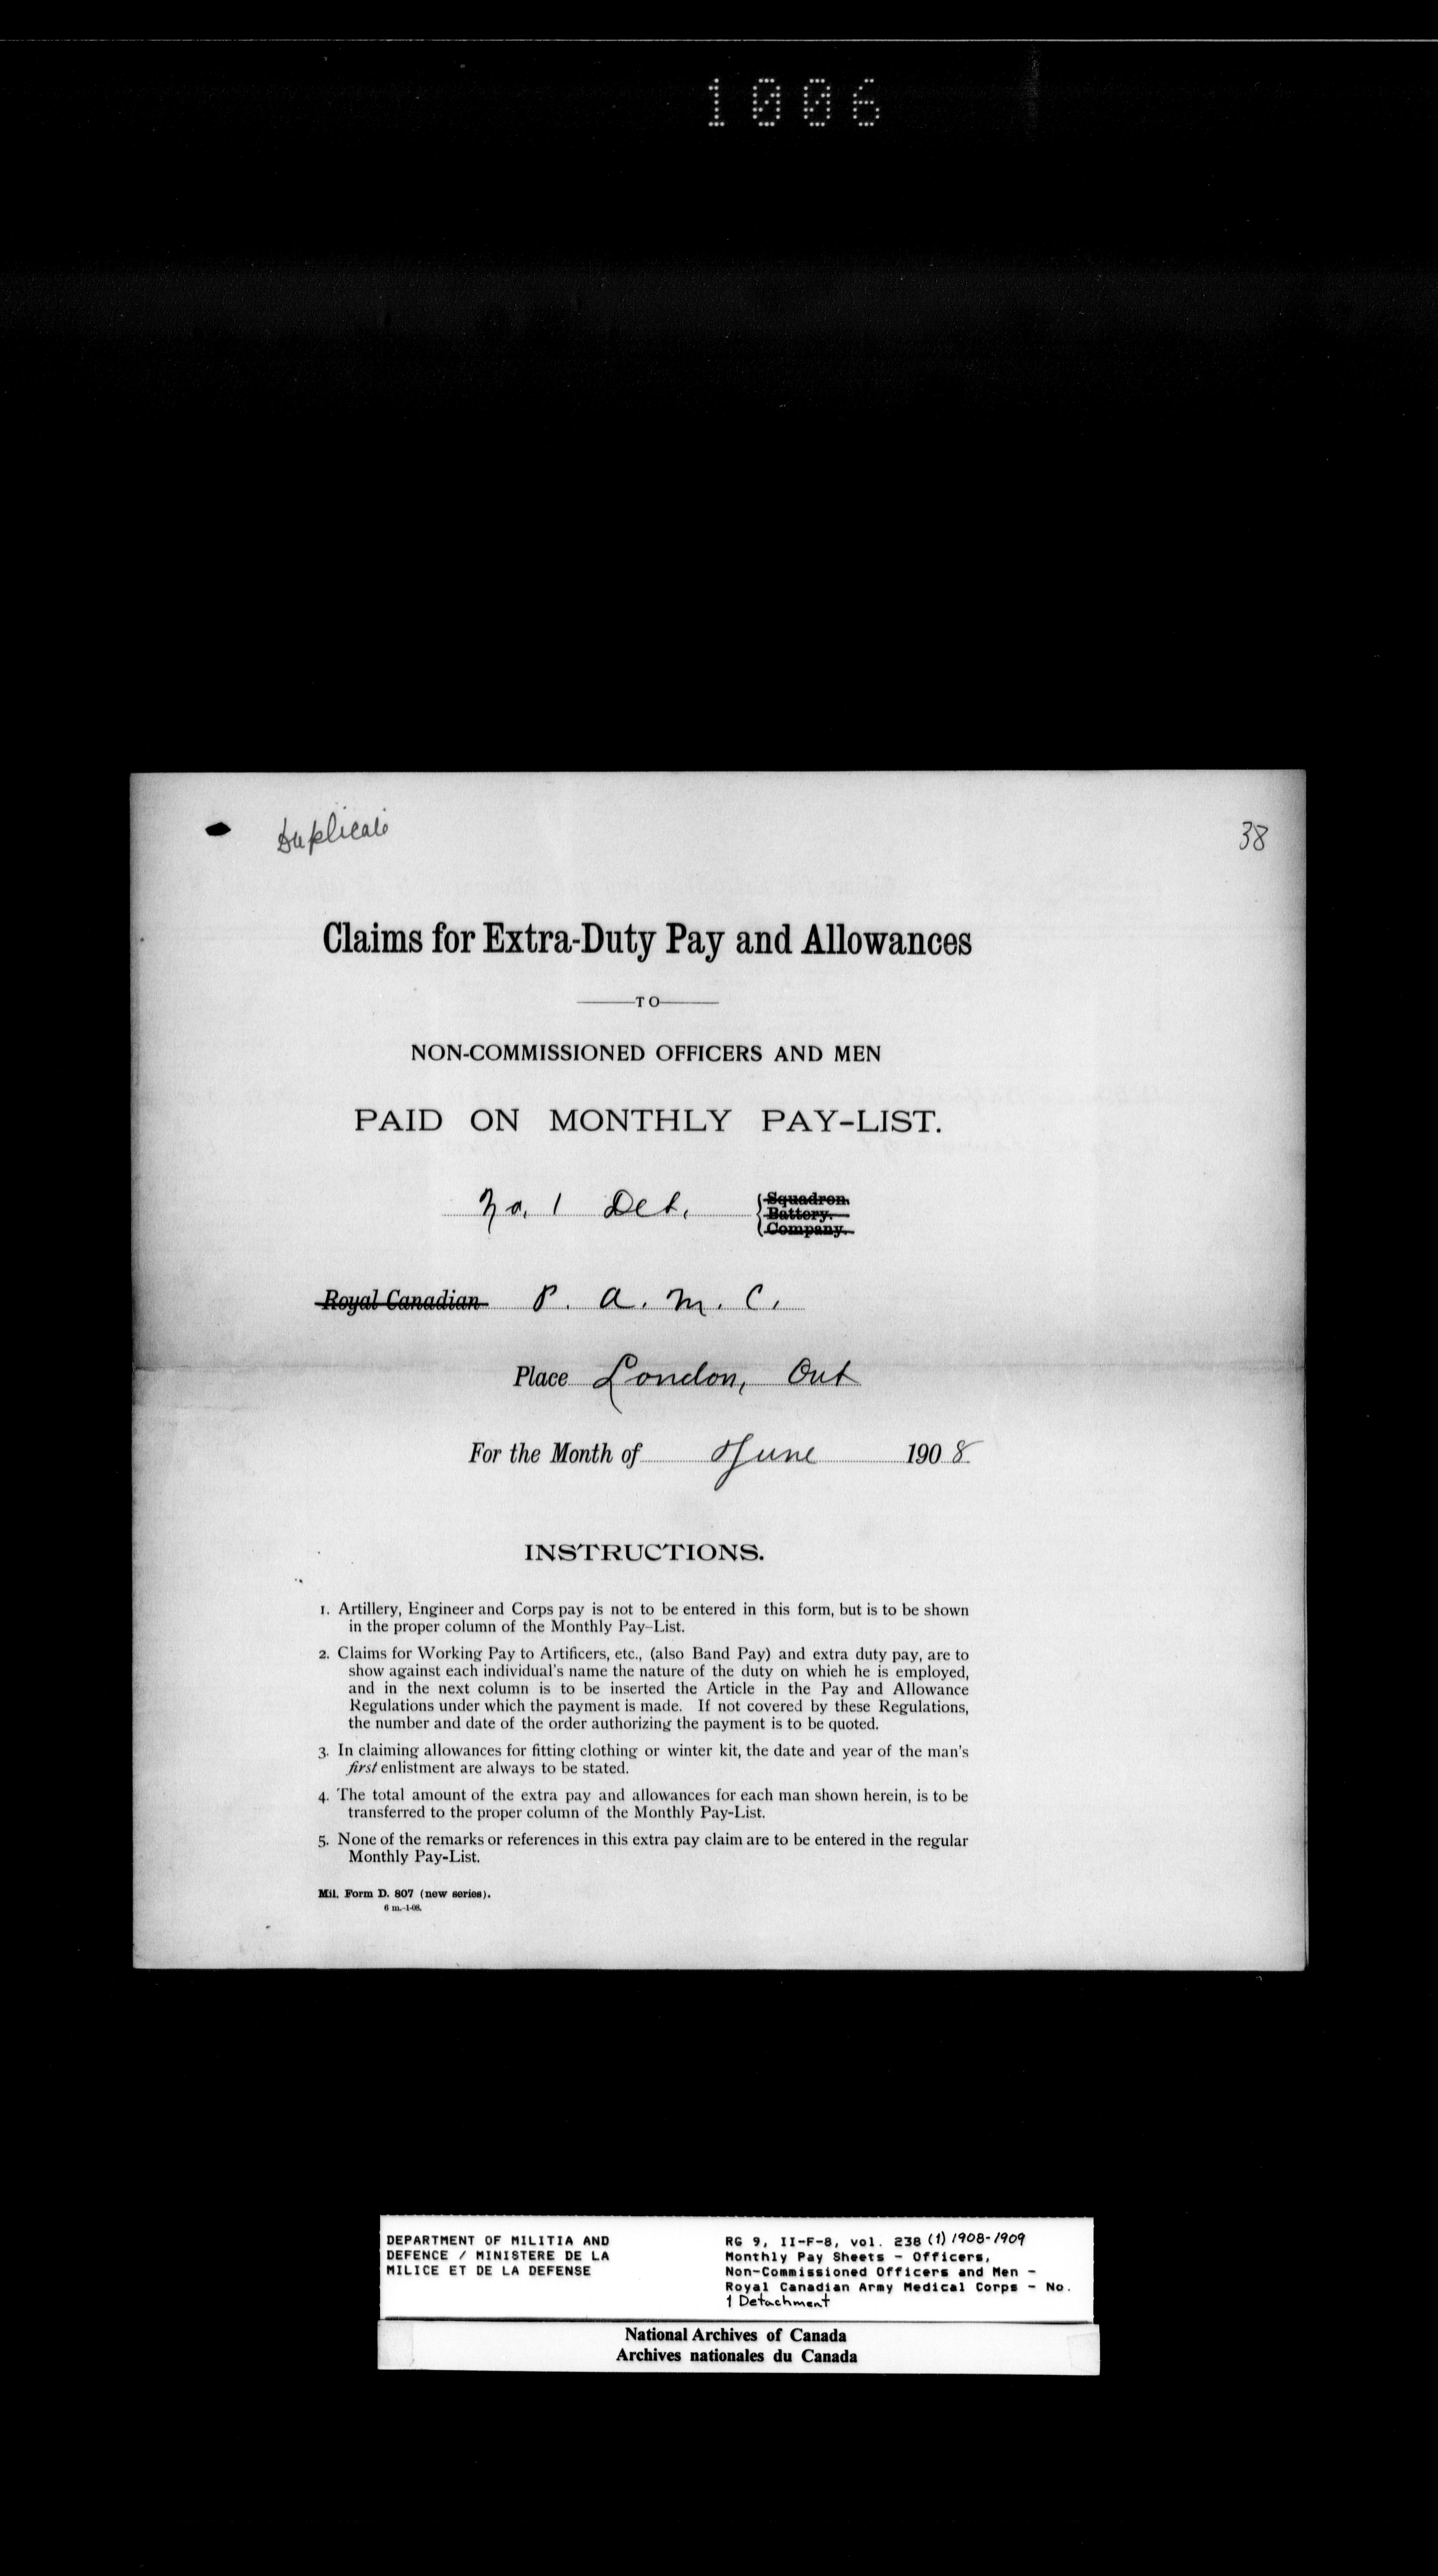 1006
Duplicate
38
Claims for Extra-Duty Pay and Allowances
TO
NON-COMMISSIONED OFFICERS AND MEN
PAID ON MONTHLY PAY-LIST.
No. 1 Det. { Squadron.
Battery.
Company.
Royal Canadian P. A. M. C.
Place London, Ont
For the Month of June 1908
INSTRUCTIONS.
1. Artillery, Engineer and Corps pay is not to be entered in this form, but is to be shown
in the proper column of the Monthly Pay-List.
2. Claims for Working Pay to Artificers, etc., (also Band Pay) and extra duty pay, are to
show against each individual's name the nature of the duty on which he is employed,
and in the next column is to be inserted the Article in the Pay and Allowance
Regulations under which the payment is made. If not covered by these Regulations,
the number and date of the order authorizing the payment is to be quoted.
3. In claiming allowances for fitting clothing or winter kit, the date and year of the man's
first enlistment are always to be stated.
4. The total amount of the extra pay and allowances for each man shown herein, is to be
transferred to the proper column of the Monthly Pay-List.
5. None of the remarks or references in this extra pay claim are to be entered in the regular
Monthly Pay-List.
Mil. Form D. 807 (new series).
6 m.-1-08.
DEPARTMENT OF MILITIA AND
DEFENCE / MINISTERE DE LA
MILICE ET DE LA DEFENSE
RG 9, II-F-8, vol. 238 (1) 1908-1909
Monthly Pay Sheets - Officers,
Non-Commissioned Officers and Men -
Royal Canadian Army Medical Corps - No.
1 Detachment
National Archives of Canada
Archives nationales du Canada